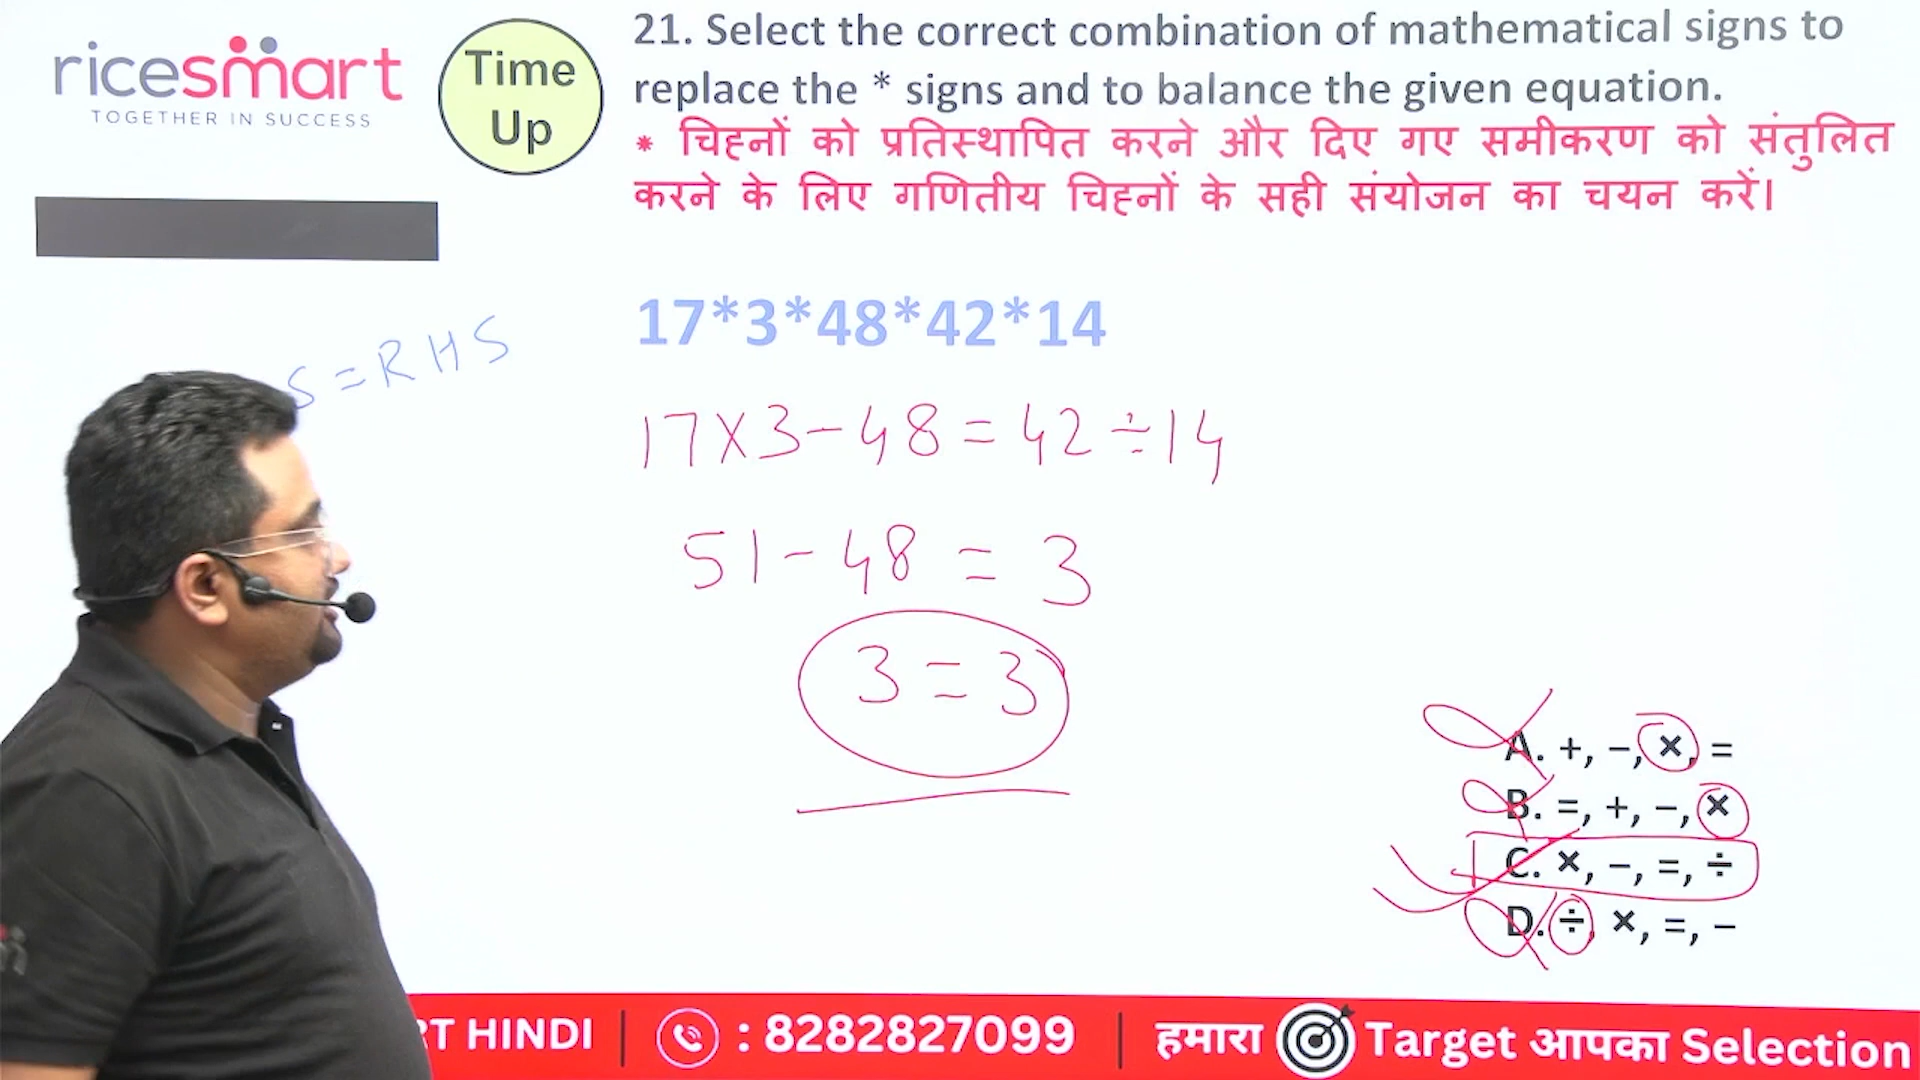 ricesmart
TOGETHER IN SUCCESS
Time
Up
21. Select the correct combination of mathematical signs to
replace the * signs and to balance the given equation.
* चिह्नों को प्रतिस्थापित करने और दिए गए समीकरण को संतुलित
करने के लिए गणितीय चिह्नों के सही संयोजन का चयन करें।
17*3*48*42*14
S = RHS
17×3-48=42÷14
51-48=3
3=3
A. +, −, ×, =
B. =, +, −, ×
C. ×, −, =, ÷
D. ÷, ×, =, −
RT HINDI | : 8282827099 | हमारा Target आपका Selection